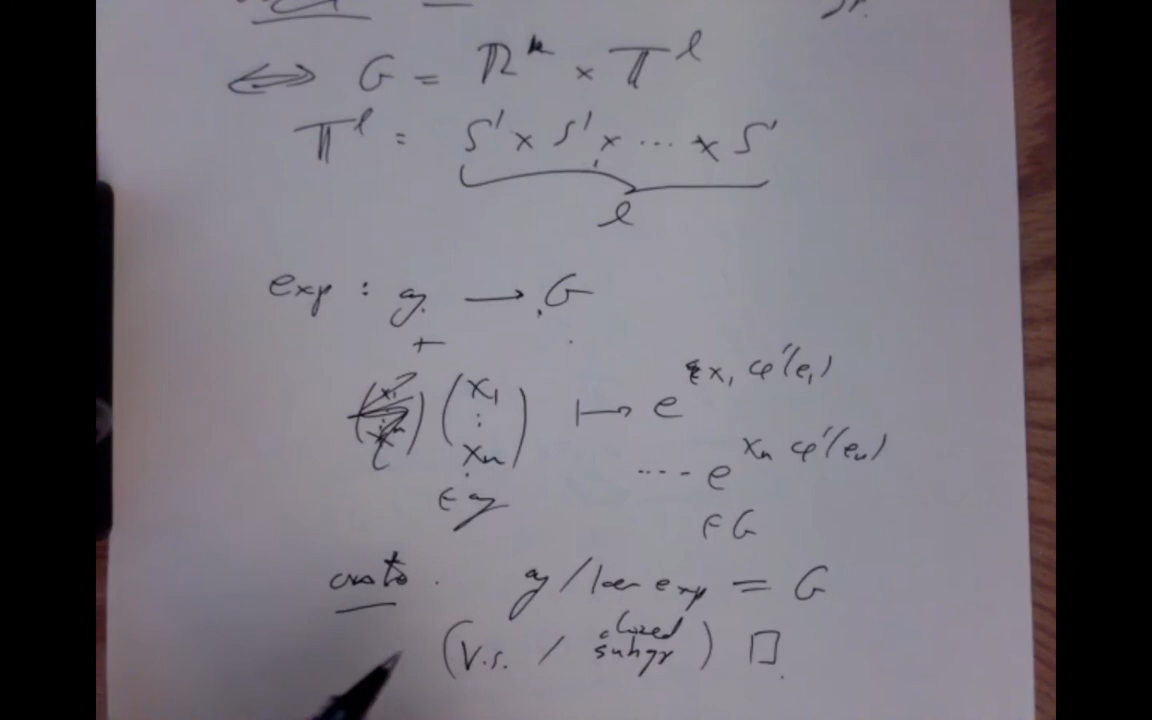 ⟺ G = ℝ^k × 𝕋^l
𝕋^l = S¹ × S¹ × ... × S¹
l
exp : 𝔤 → G
+
(x₁ ⋮ xₙ) ↦ e^{x₁ φ'(e₁)}
.... e^{xₙ φ'(eₙ)}
∈ 𝔤
∈ G
onto. 𝔤 / ker exp = G
(V.s. / closed subgr) □